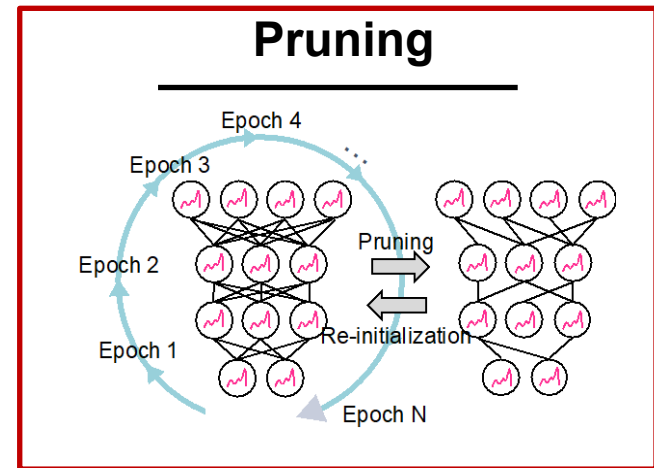 Pruning
Epoch 4
...
Epoch 3
Pruning
Epoch 2
Re-initialization
Epoch 1
Epoch N